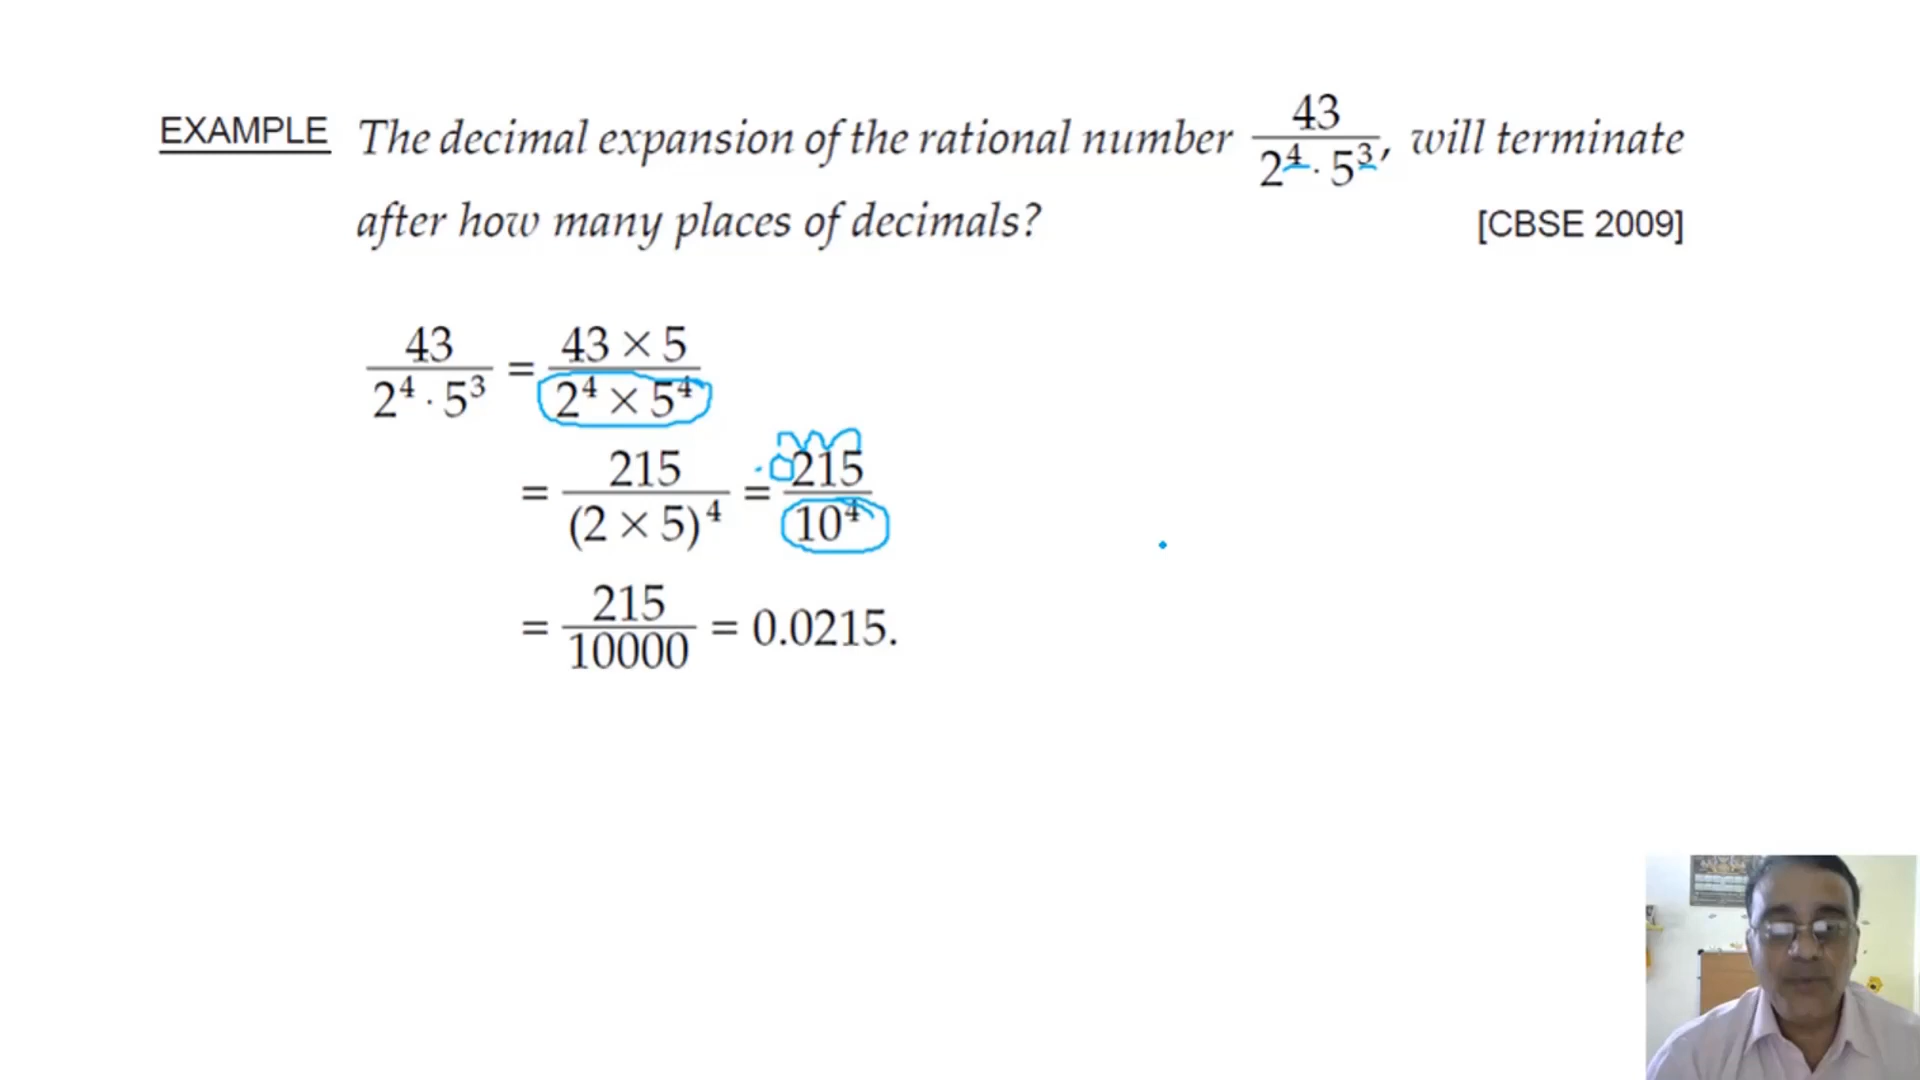 EXAMPLE The decimal expansion of the rational number 43 / 2⁴ · 5³, will terminate
after how many places of decimals? [CBSE 2009]
43 / 2⁴ · 5³ = 43 × 5 / 2⁴ × 5⁴
= 215 / (2 × 5)⁴ = .0215 / 10⁴
= 215 / 10000 = 0.0215.